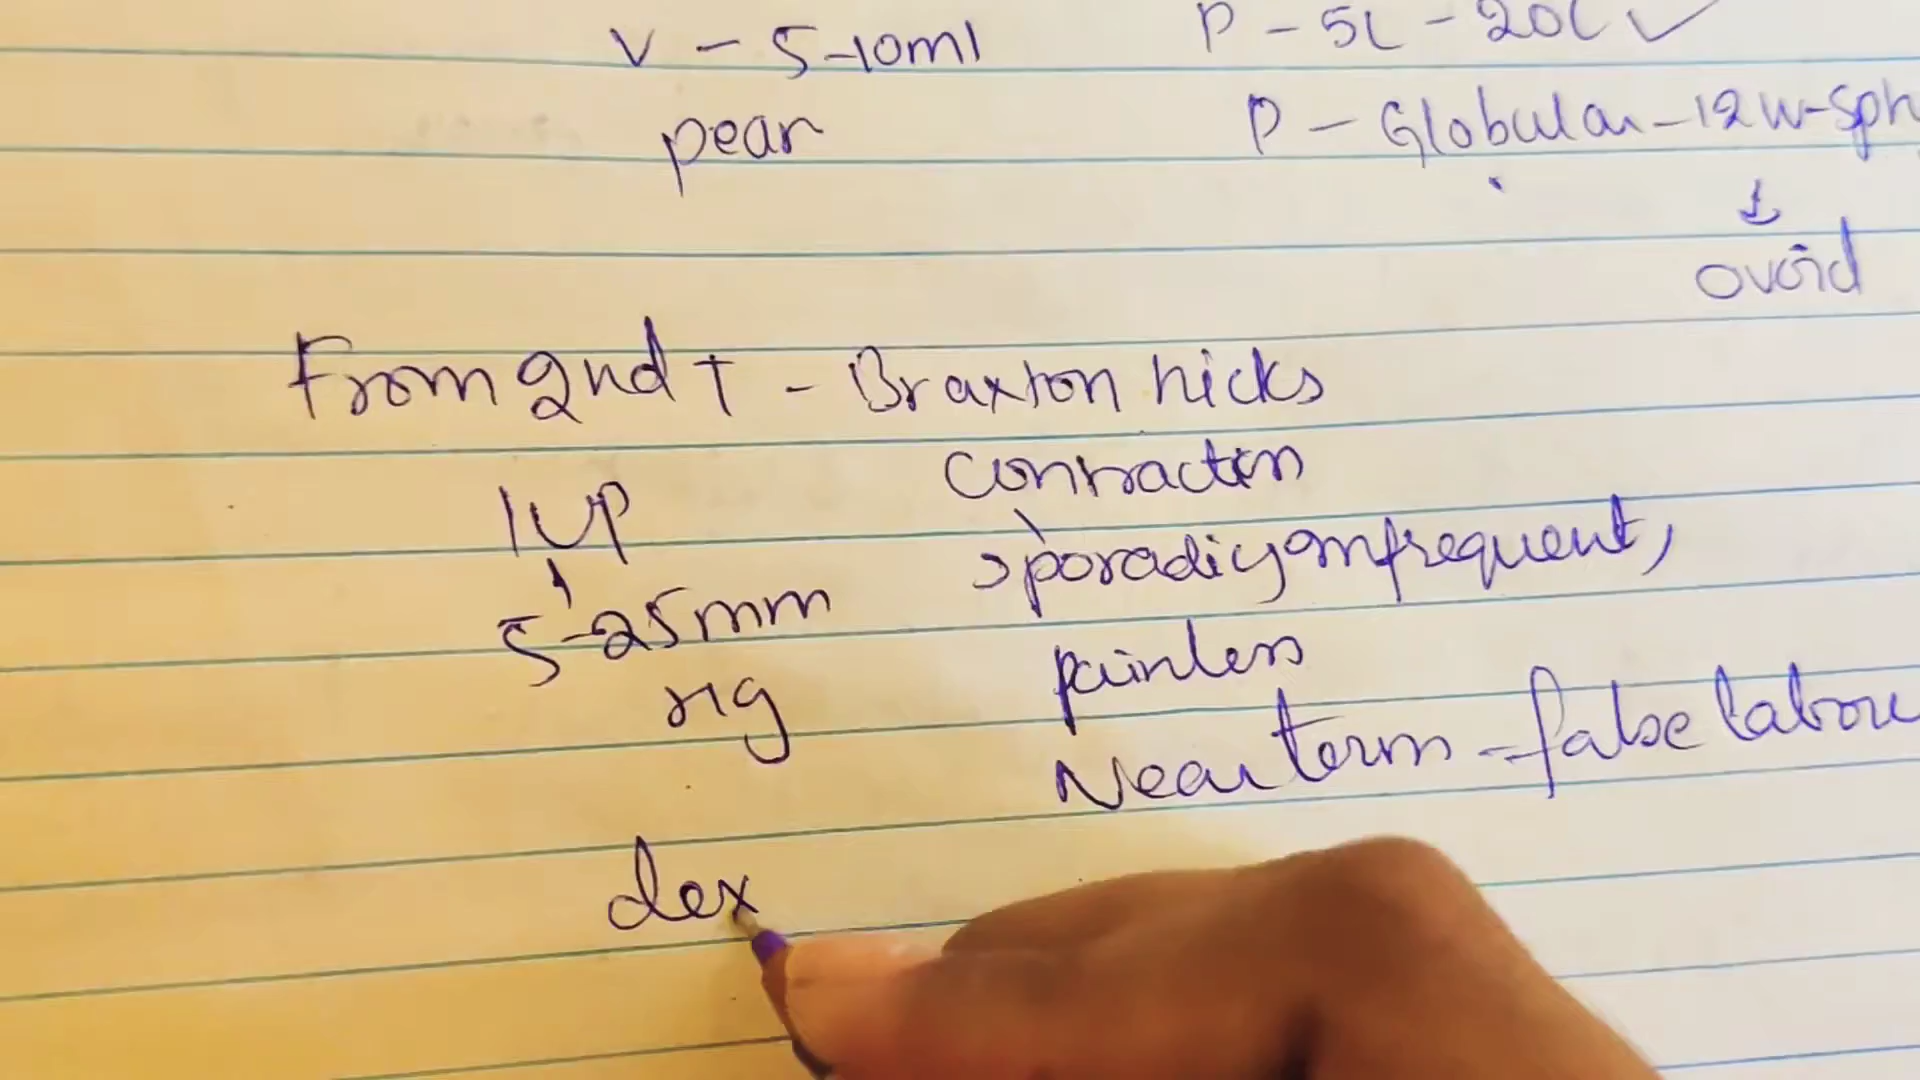 V - 5-10ml P - 5L - 20L ✓
pear P - Globular - 12w - Sph
↓
ovoid
From 2nd T - Braxton hicks
contraction
IUP
sporadic, infrequent,
5-25mm
painless
Hg
Near term - false labou
dex